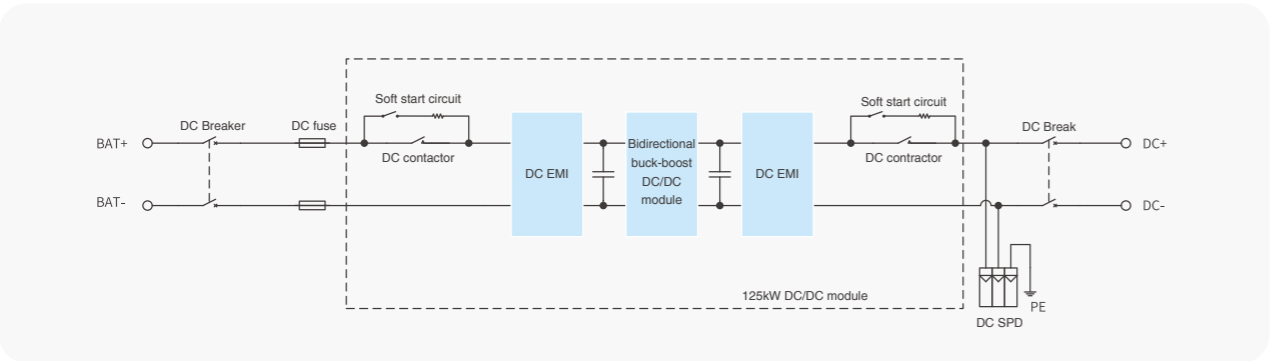 Soft start circuit
Soft start circuit
DC Breaker
DC fuse
DC Break
BAT+
DC contactor
DC EMI
Bidirectional
buck-boost
DC/DC
module
DC EMI
DC contractor
DC+
BAT-
DC-
125kW DC/DC module
PE
DC SPD